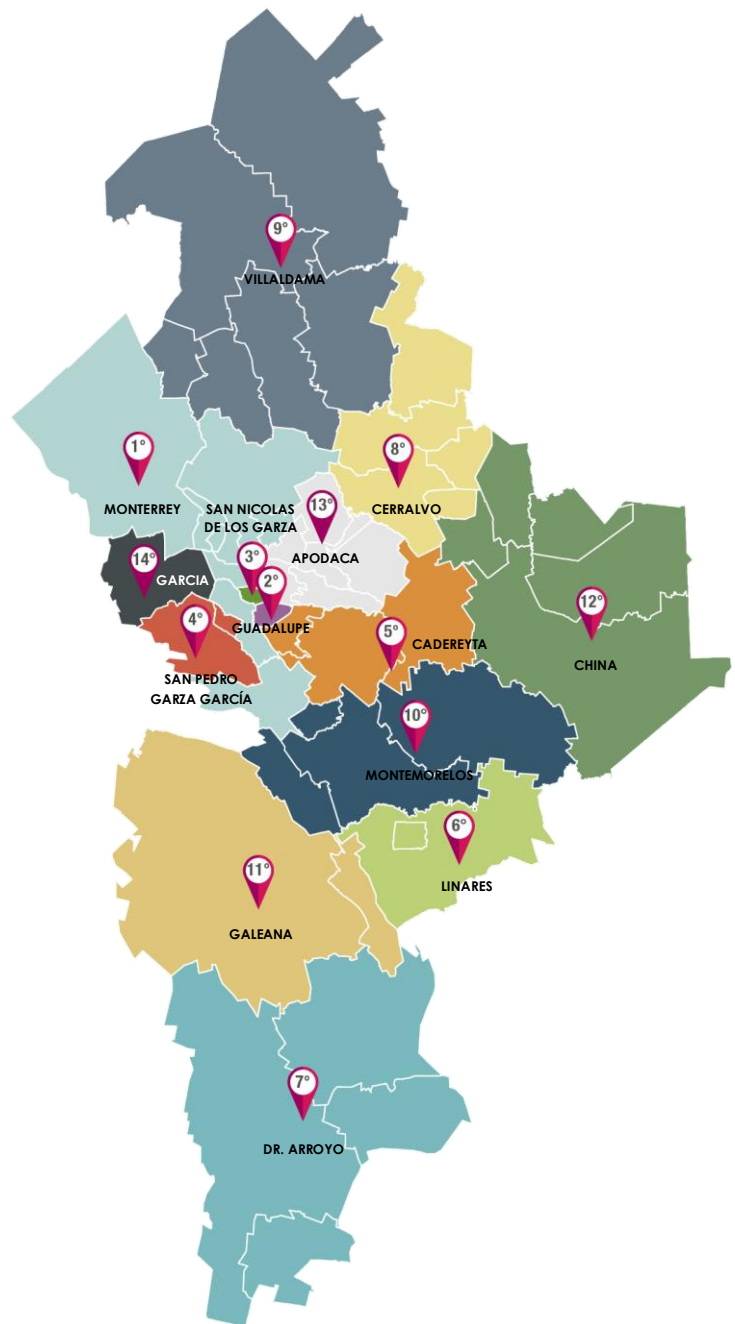 9°
VILLALDAMA
1°
MONTERREY
8°
CERRALVO
SAN NICOLAS
DE LOS GARZA
13°
APODACA
14°
GARCIA
3°
2°
GUADALUPE
12°
CHINA
4°
SAN PEDRO
GARZA GARCÍA
5°
CADEREYTA
10°
MONTEMORELOS
6°
LINARES
11°
GALEANA
7°
DR. ARROYO